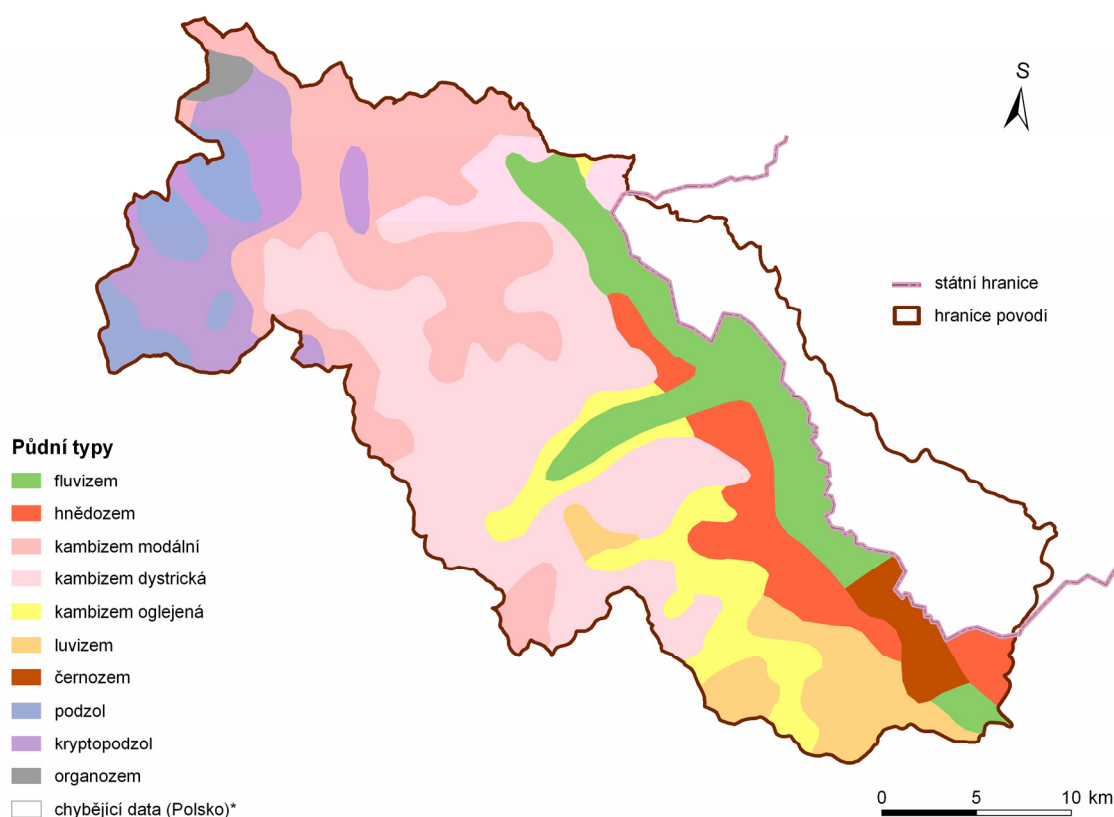 S
státní hranice
hranice povodí
Půdní typy
fluvizem
hnědozem
kambizem modální
kambizem dystrická
kambizem oglejená
luvizem
černozem
podzol
kryptopodzol
organozem
chybějící data (Polsko)*
0 5 10 km